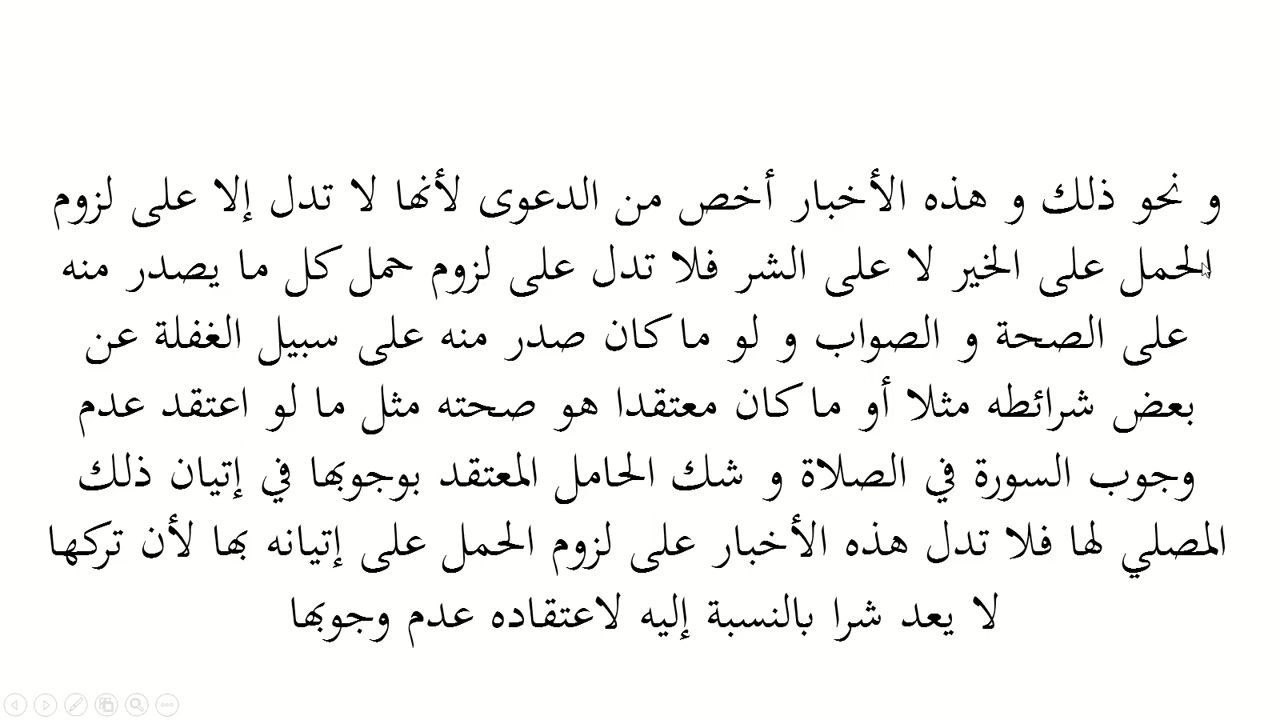 و نحو ذلك و هذه الأخبار أخص من الدعوى لأنها لا تدل إلا على لزوم
الحمل على الخير لا على الشر فلا تدل على لزوم حمل كل ما يصدر منه
على الصحة و الصواب و لو ما كان صدر منه على سبيل الغفلة عن
بعض شرائطه مثلا أو ما كان معتقدا هو صحته مثل ما لو اعتقد عدم
وجوب السورة في الصلاة و شك الحامل المعتقد بوجوبها في إتيان ذلك
المصلي لها فلا تدل هذه الأخبار على لزوم الحمل على إتيانه بها لأن تركها
لا يعد شرا بالنسبة إليه لاعتقاده عدم وجوبها